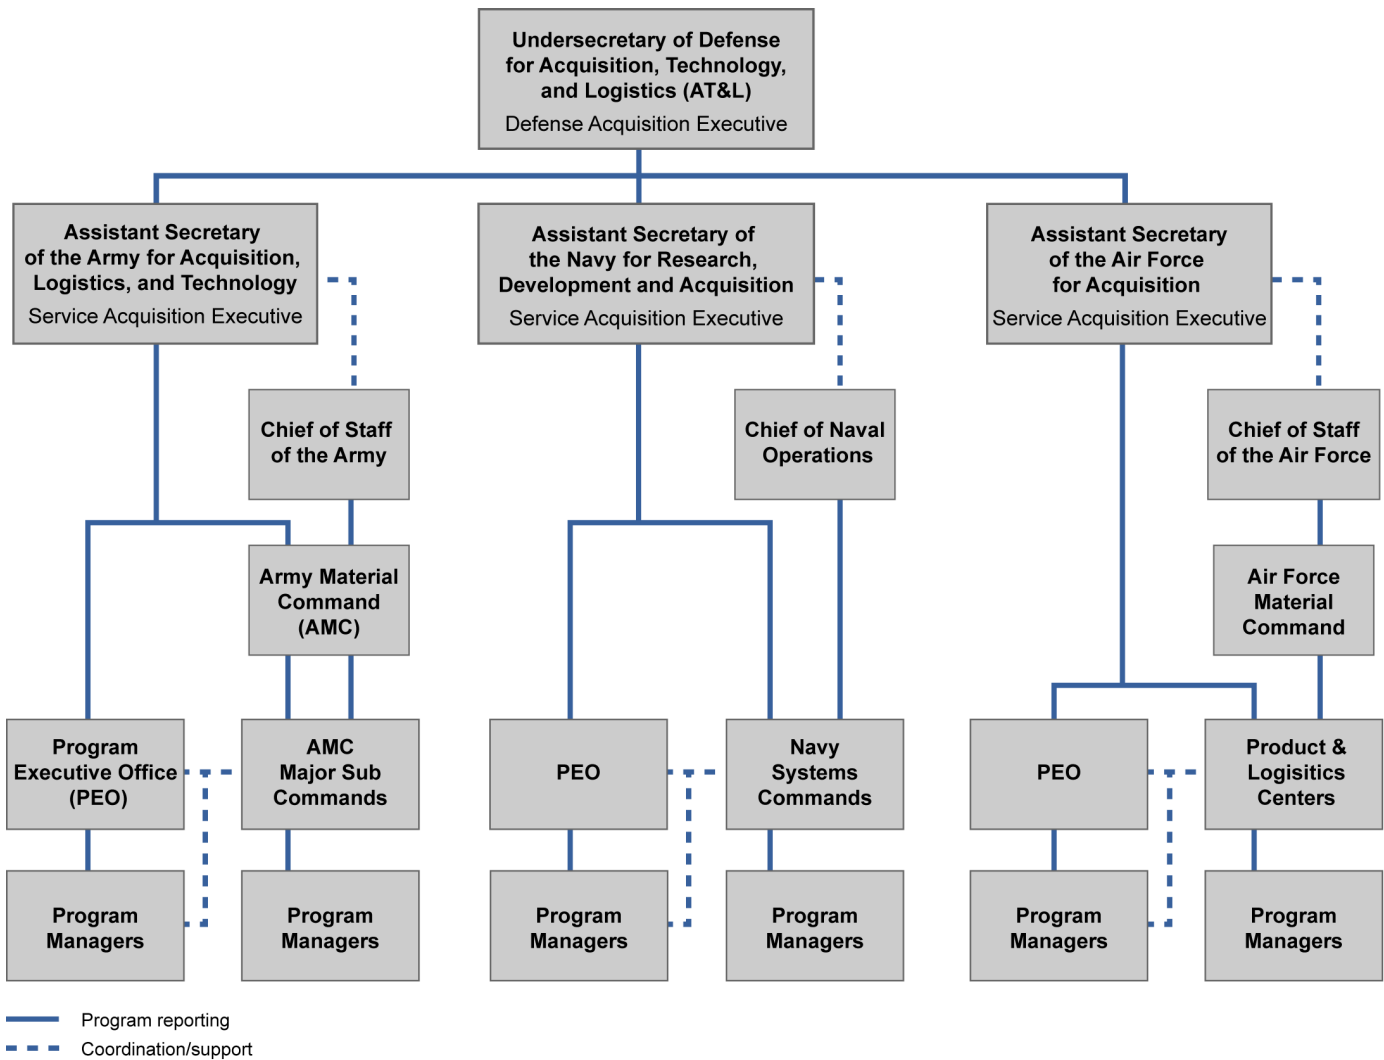 Undersecretary of Defense
for Acquisition, Technology,
and Logistics (AT&L)
Defense Acquisition Executive
Assistant Secretary
of the Army for Acquisition,
Logistics, and Technology
Service Acquisition Executive
Assistant Secretary of
the Navy for Research,
Development and Acquisition
Service Acquisition Executive
Assistant Secretary
of the Air Force
for Acquisition
Service Acquisition Executive
Chief of Staff
of the Army
Chief of Naval
Operations
Chief of Staff
of the Air Force
Army Material
Command
(AMC)
Air Force
Material
Command
Program
Executive Office
(PEO)
AMC
Major Sub
Commands
PEO
Navy
Systems
Commands
PEO
Product &
Logisitics
Centers
Program
Managers
Program
Managers
Program
Managers
Program
Managers
Program
Managers
Program
Managers
Program reporting
Coordination/support